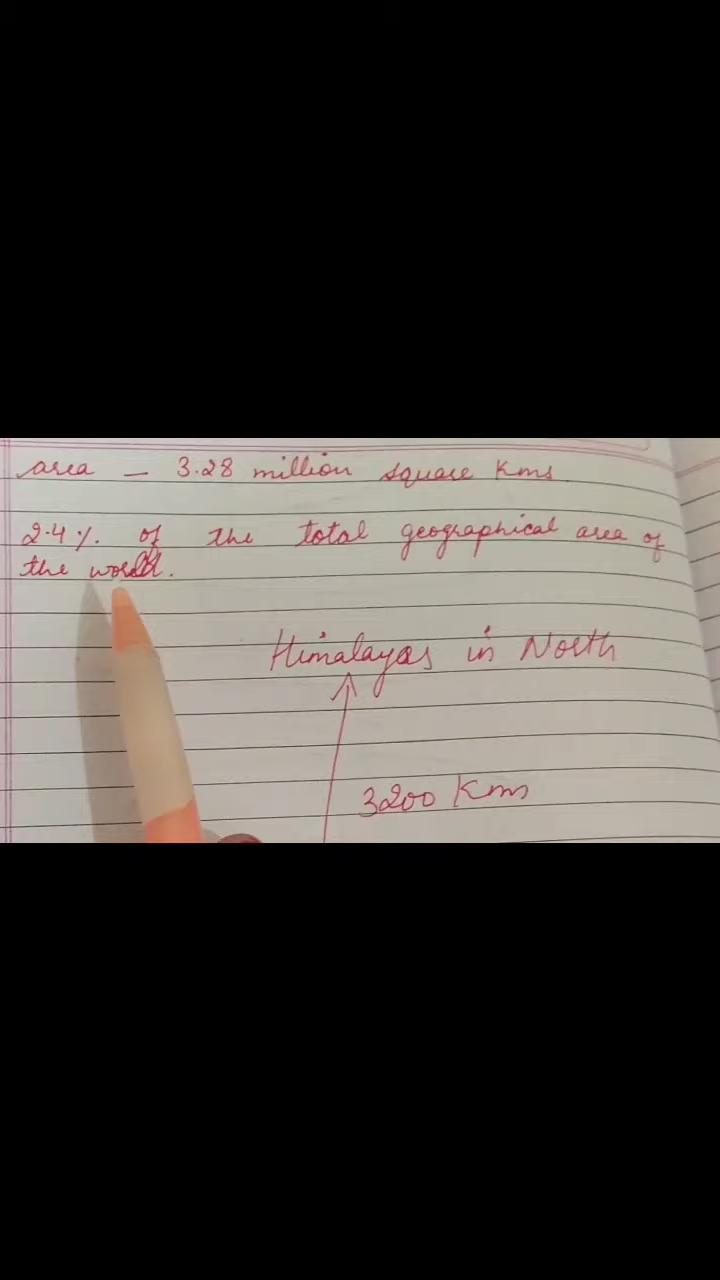 area - 3.28 million square Kms.
2.4% of the total geographical area of
the world.
Himalayas in North
3200 Kms